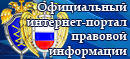 Официальный
интернет-портал
правовой
информации